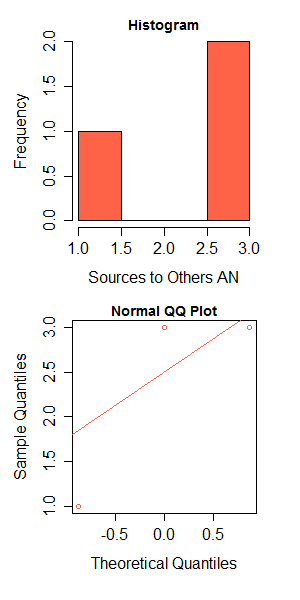 Histogram
Frequency
2.0
1.5
1.0
0.5
0.0
1.0 1.5 2.0 2.5 3.0
Sources to Others AN
Normal QQ Plot
Sample Quantiles
3.0
2.5
2.0
1.5
1.0
-0.5 0.0 0.5
Theoretical Quantiles